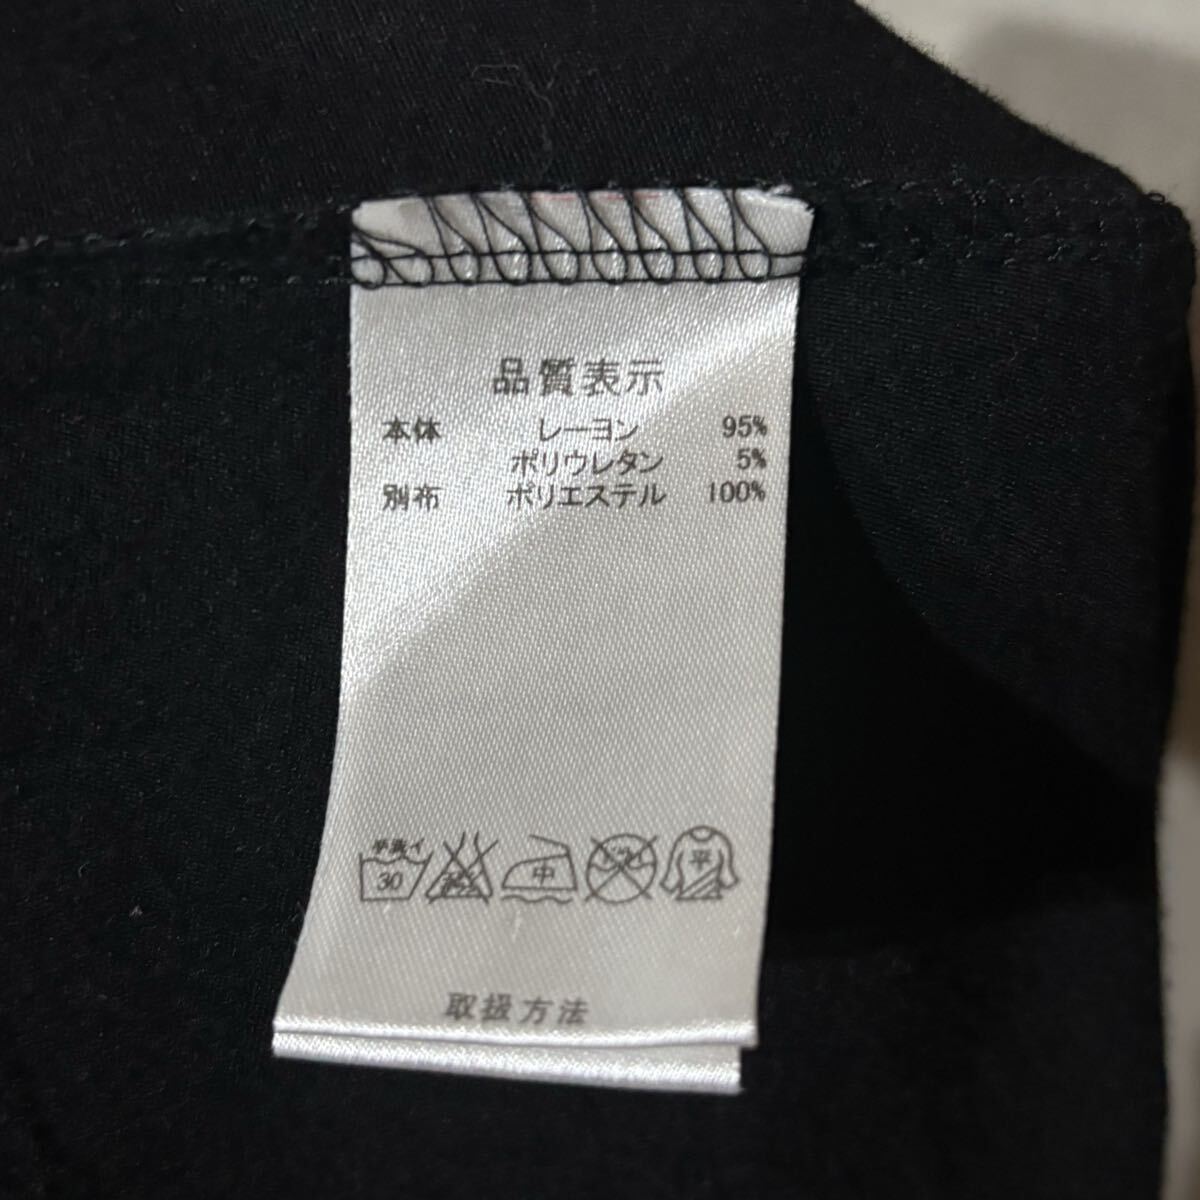 品質表示
本体 レーヨン 95%
ポリウレタン 5%
別布 ポリエステル 100%
手洗イ
30 中 平
取扱方法